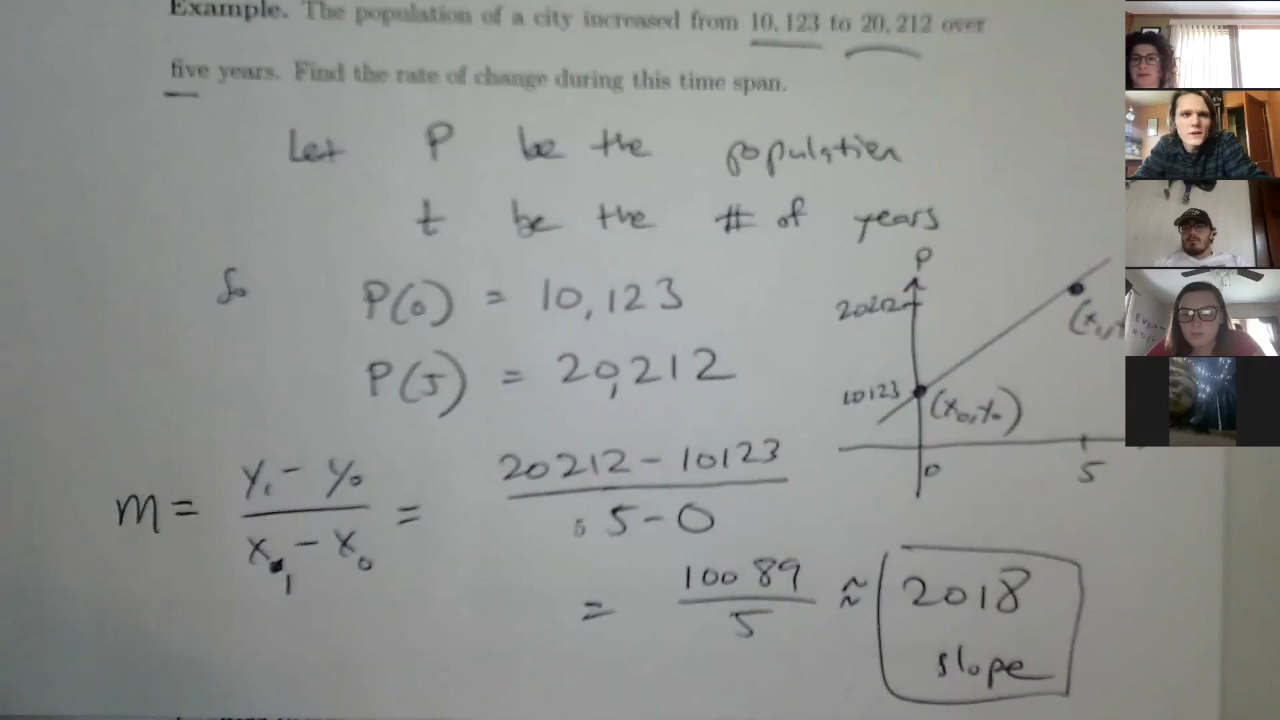 Example. The population of a city increased from 10, 123 to 20, 212 over
five years. Find the rate of change during this time span.
Let P be the population
t be the # of years
So P(0) = 10,123
P(5) = 20,212
P
20212
10123
(x₀, y₀)
0
5
m = y₁ - y₀ / x₁ - x₀ = 20212 - 10123 / 5 - 0
= 10089 / 5 ≈ 2018
slope